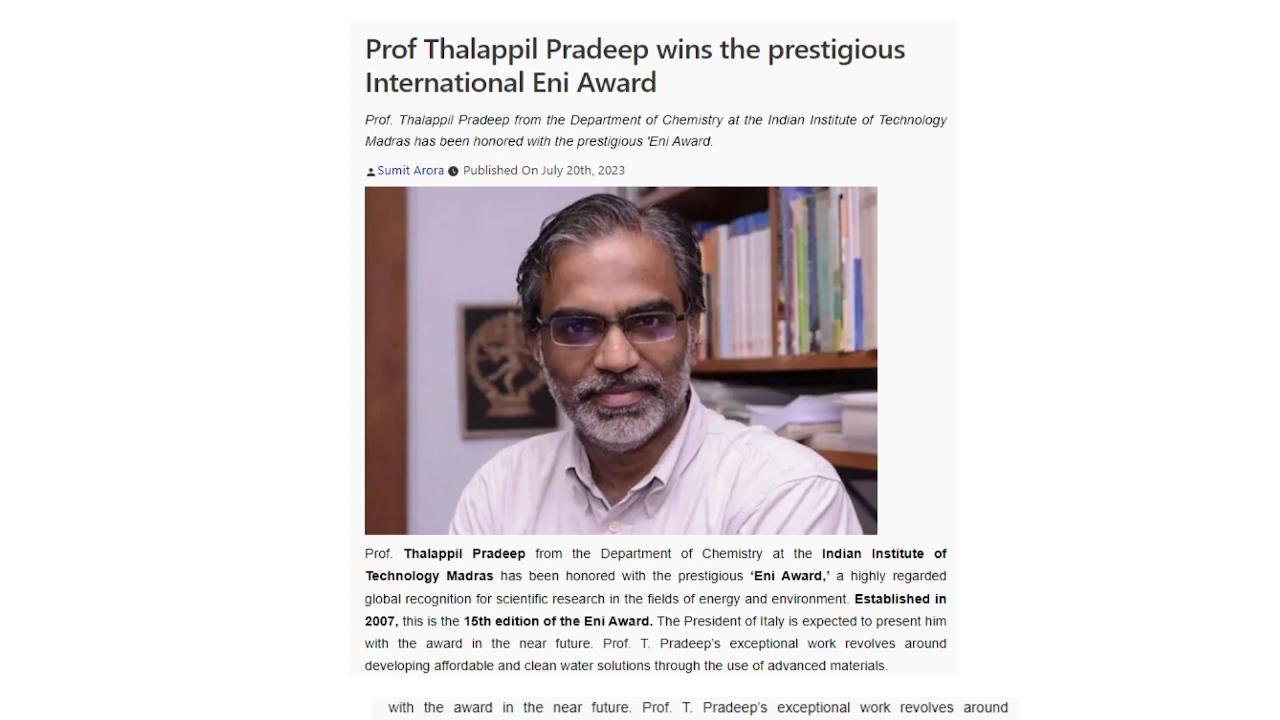 Prof Thalappil Pradeep wins the prestigious
International Eni Award
Prof. Thalappil Pradeep from the Department of Chemistry at the Indian Institute of Technology
Madras has been honored with the prestigious 'Eni Award.
Sumit Arora Published On July 20th, 2023
Prof. Thalappil Pradeep from the Department of Chemistry at the Indian Institute of
Technology Madras has been honored with the prestigious ‘Eni Award,’ a highly regarded
global recognition for scientific research in the fields of energy and environment. Established in
2007, this is the 15th edition of the Eni Award. The President of Italy is expected to present him
with the award in the near future. Prof. T. Pradeep’s exceptional work revolves around
developing affordable and clean water solutions through the use of advanced materials.
with the award in the near future. Prof. T. Pradeep’s exceptional work revolves around